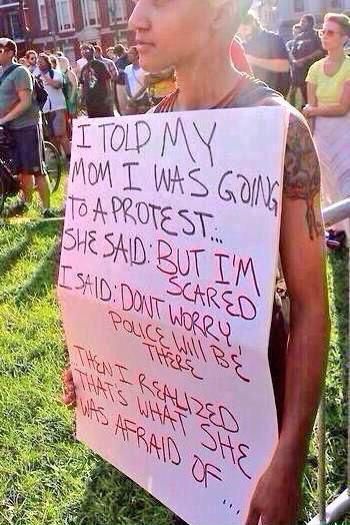 I TOLD MY
MOM I WAS GOING
TO A PROTEST...
SHE SAID: BUT I'M
SCARED
I SAID: DONT WORRY,
POLICE WILL BE
THERE
THEN I REALIZED
THAT'S WHAT SHE
WAS AFRAID OF...